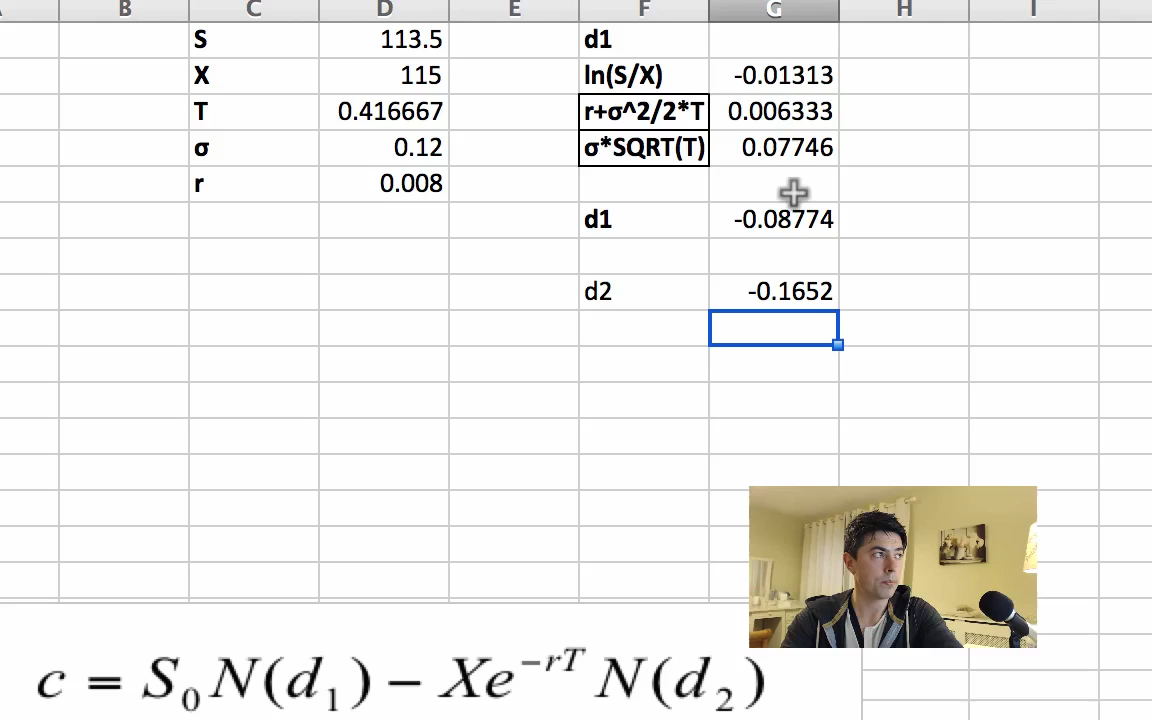 B C D E F G H I
S 113.5 d1
X 115 ln(S/X) -0.01313
T 0.416667 r+σ^2/2*T 0.006333
σ 0.12 σ*SQRT(T) 0.07746
r 0.008
d1 -0.08774
d2 -0.1652
c = S₀N(d₁) − Xe⁻ʳᵀ N(d₂)